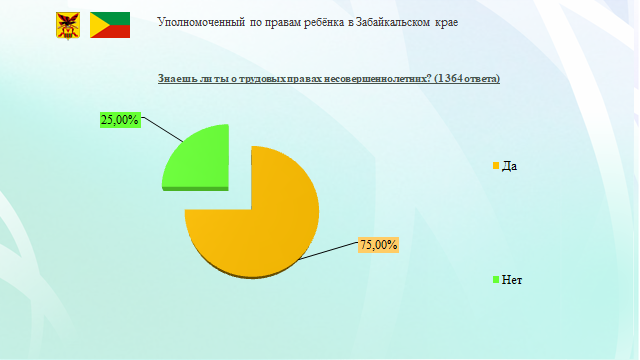 Уполномоченный по правам ребёнка в Забайкальском крае
Знаешь ли ты о трудовых правах несовершеннолетних? (1364 ответа)
25,00%
Да
75,00%
Нет